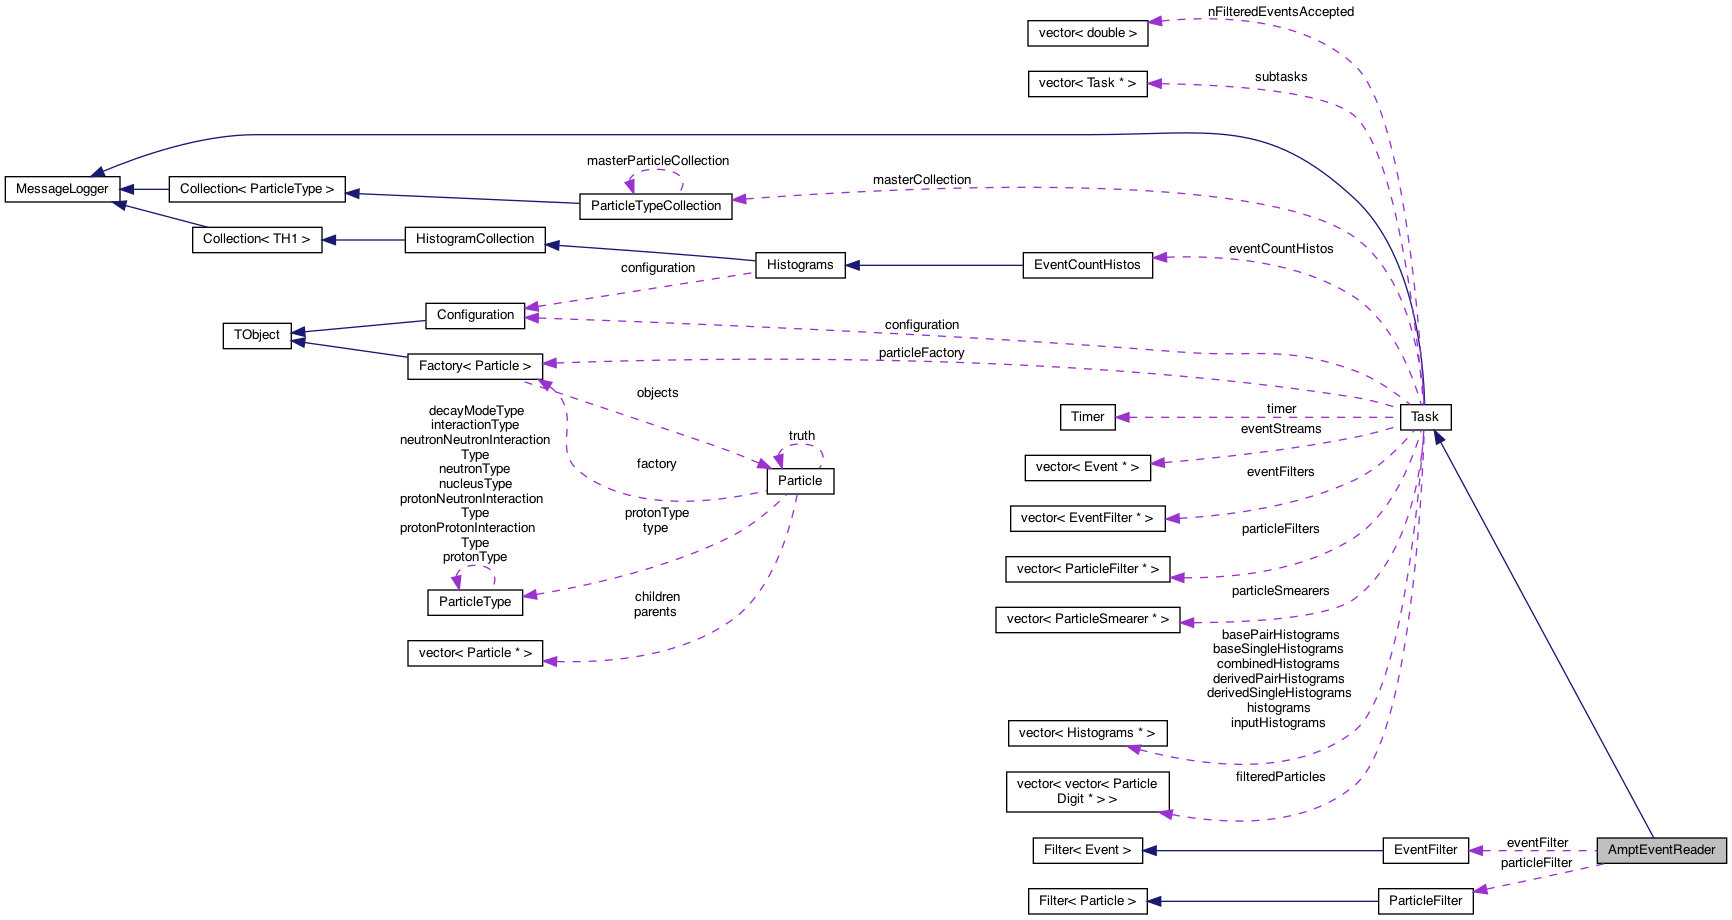 nFilteredEventsAccepted
vector< double >
subtasks
vector< Task * >
masterParticleCollection
masterCollection
MessageLogger
Collection< ParticleType >
ParticleTypeCollection
Collection< TH1 >
HistogramCollection
eventCountHistos
configuration
Histograms
EventCountHistos
Configuration
configuration
TObject
particleFactory
Factory< Particle >
objects
decayModeType
interactionType
neutronNeutronInteraction
Type
neutronType
nucleusType
protonNeutronInteraction
Type
protonProtonInteraction
Type
protonType
truth
factory
Particle
protonType
type
ParticleType
children
parents
vector< Particle * >
timer
Timer
Task
eventStreams
vector< Event * >
eventFilters
vector< EventFilter * >
particleFilters
vector< ParticleFilter * >
particleSmearers
vector< ParticleSmearer * >
basePairHistograms
baseSingleHistograms
combinedHistograms
derivedPairHistograms
derivedSingleHistograms
histograms
inputHistograms
vector< Histograms * >
filteredParticles
vector< vector< Particle
Digit * > >
Filter< Event >
EventFilter
eventFilter
AmptEventReader
particleFilter
Filter< Particle >
ParticleFilter